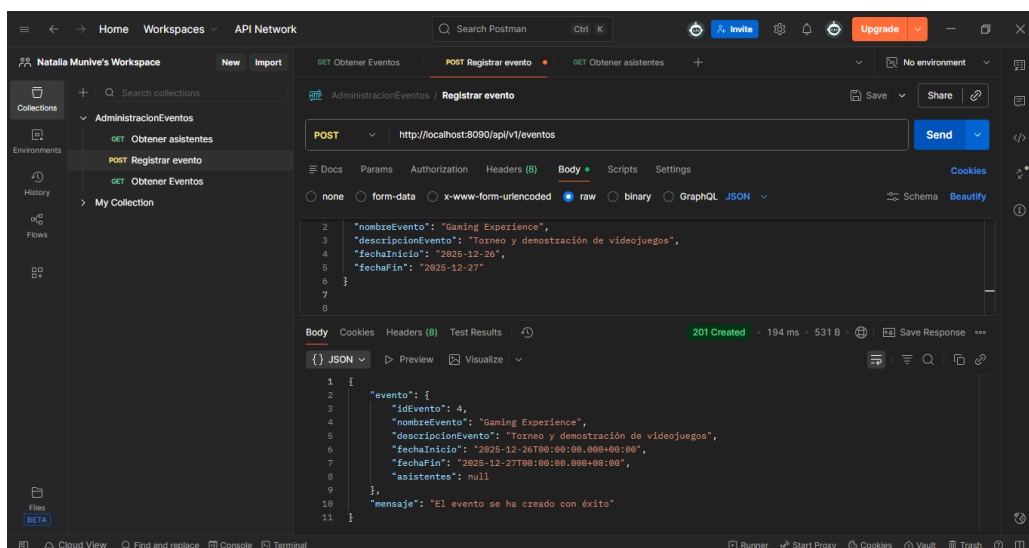 Home Workspaces API Network Search Postman Ctrl K Invite Upgrade
Natalia Munive's Workspace New Import GET Obtener Eventos POST Registrar evento GET Obtener asistentes No environment
Collections Search collections AdministracionEventos / Registrar evento Save Share
AdministracionEventos
GET Obtener asistentes POST http://localhost:8090/api/v1/eventos Send
Environments
POST Registrar evento
GET Obtener Eventos Docs Params Authorization Headers (8) Body Scripts Settings Cookies
History
My Collection none form-data x-www-form-urlencoded raw binary GraphQL JSON Schema Beautify
Flows
2 "nombreEvento": "Gaming Experience",
3 "descripcionEvento": "Torneo y demostración de videojuegos",
4 "fechaInicio": "2025-12-26",
5 "fechaFin": "2025-12-27"
6 }
7
8
Body Cookies Headers (8) Test Results 201 Created 194 ms 531 B Save Response
{} JSON Preview Visualize
1 {
2 "evento": {
3 "idEvento": 4,
4 "nombreEvento": "Gaming Experience",
5 "descripcionEvento": "Torneo y demostración de videojuegos",
6 "fechaInicio": "2025-12-26T00:00:00.000+00:00",
7 "fechaFin": "2025-12-27T00:00:00.000+00:00",
8 "asistentes": null
9 },
10 "mensaje": "El evento se ha creado con éxito"
11 }
Files
BETA
Cloud View Find and replace Console Terminal Runner Start Proxy Cookies Vault Trash